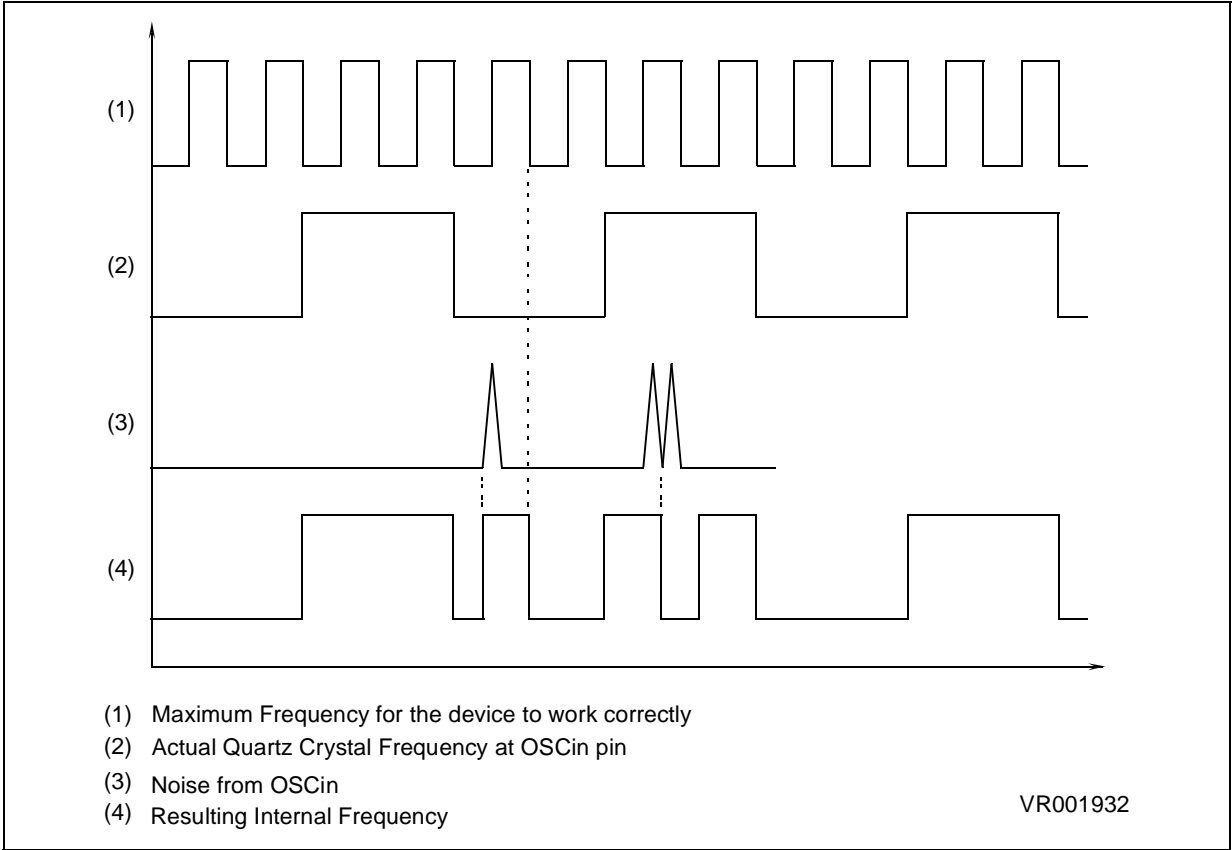 (1)
(2)
(3)
(4)
(1) Maximum Frequency for the device to work correctly
(2) Actual Quartz Crystal Frequency at OSCin pin
(3) Noise from OSCin
(4) Resulting Internal Frequency
VR001932